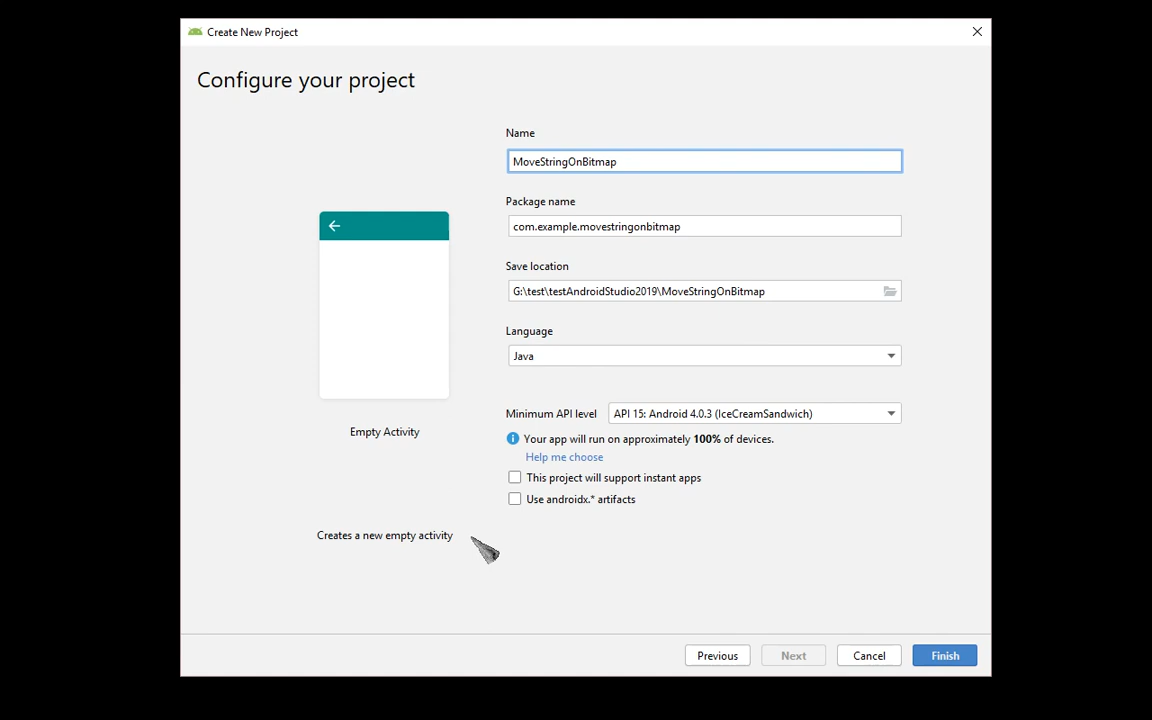 Create New Project
Configure your project
Name
MoveStringOnBitmap
Package name
com.example.movestringonbitmap
Save location
G:\test\testAndroidStudio2019\MoveStringOnBitmap
Language
Java
Minimum API level API 15: Android 4.0.3 (IceCreamSandwich)
Your app will run on approximately 100% of devices.
Help me choose
This project will support instant apps
Use androidx.* artifacts
Empty Activity
Creates a new empty activity
Previous Next Cancel Finish